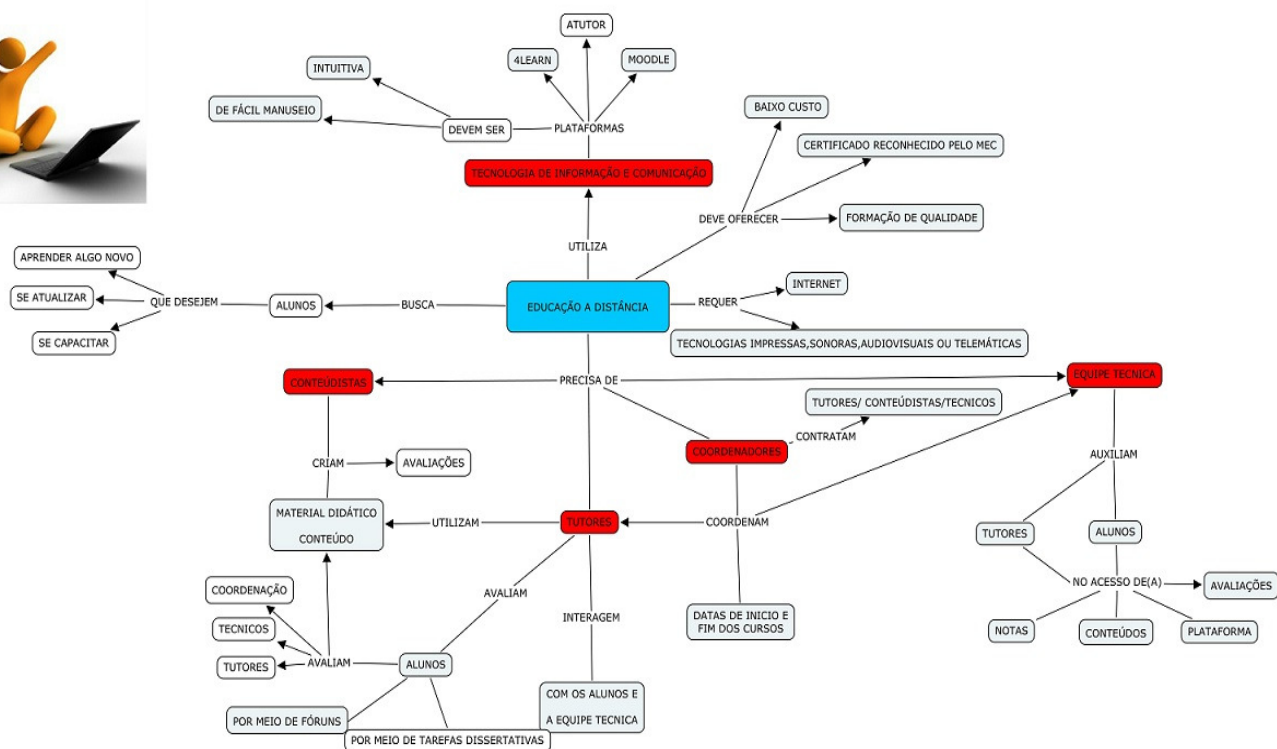 ATUTOR
4LEARN
MOODLE
INTUITIVA
DE FÁCIL MANUSEIO
DEVEM SER
PLATAFORMAS
BAIXO CUSTO
CERTIFICADO RECONHECIDO PELO MEC
TECNOLOGIA DE INFORMAÇÃO E COMUNICAÇÃO
DEVE OFERECER
FORMAÇÃO DE QUALIDADE
UTILIZA
APRENDER ALGO NOVO
SE ATUALIZAR
QUE DESEJEM
ALUNOS
BUSCA
EDUCAÇÃO A DISTÂNCIA
REQUER
INTERNET
SE CAPACITAR
TECNOLOGIAS IMPRESSAS,SONORAS,AUDIOVISUAIS OU TELEMÁTICAS
CONTEÚDISTAS
PRECISA DE
EQUIPE TECNICA
TUTORES/ CONTEÚDISTAS/TECNICOS
CONTRATAM
COORDENADORES
CRIAM
AVALIAÇÕES
AUXILIAM
MATERIAL DIDÁTICO
CONTEÚDO
UTILIZAM
TUTORES
COORDENAM
TUTORES
ALUNOS
COORDENAÇÃO
TECNICOS
TUTORES
AVALIAM
ALUNOS
AVALIAM
INTERAGEM
DATAS DE INICIO E
FIM DOS CURSOS
NO ACESSO DE(A)
AVALIAÇÕES
NOTAS
CONTEÚDOS
PLATAFORMA
POR MEIO DE FÓRUNS
POR MEIO DE TAREFAS DISSERTATIVAS
COM OS ALUNOS E
A EQUIPE TECNICA